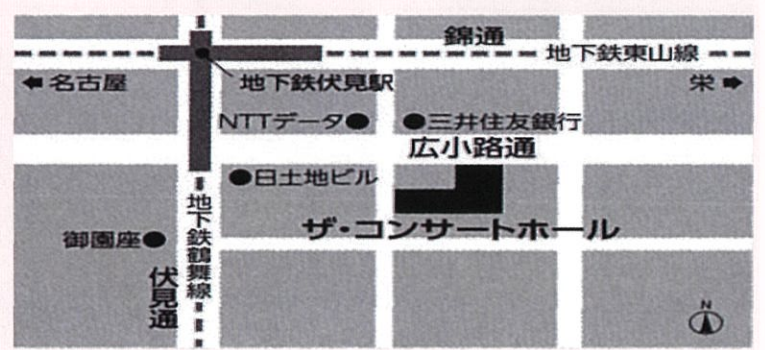 錦通
地下鉄東山線
名古屋
地下鉄伏見駅
栄
NTTデータ
三井住友銀行
広小路通
日土地ビル
地下鉄鶴舞線
ザ・コンサートホール
御園座
伏見通
N